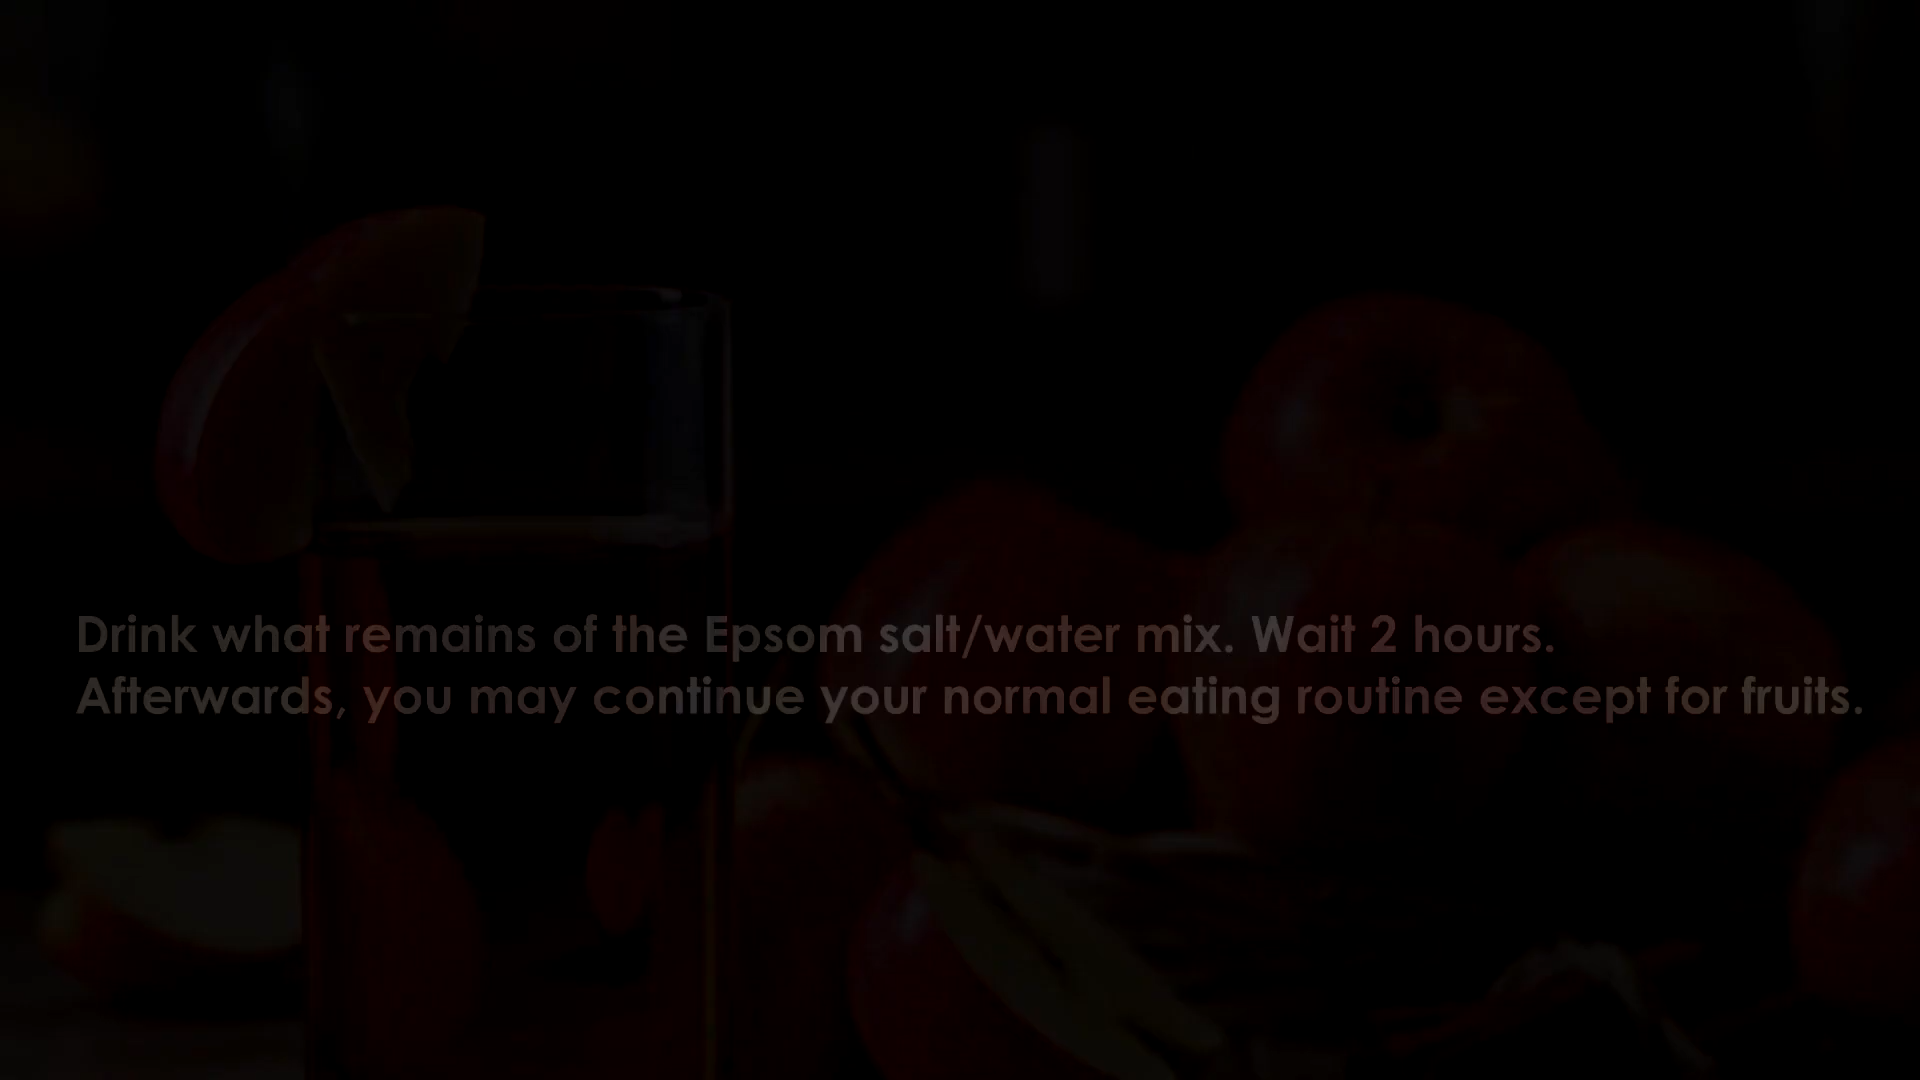 Drink what remains of the Epsom salt/water mix. Wait 2 hours.
Afterwards, you may continue your normal eating routine except for fruits.